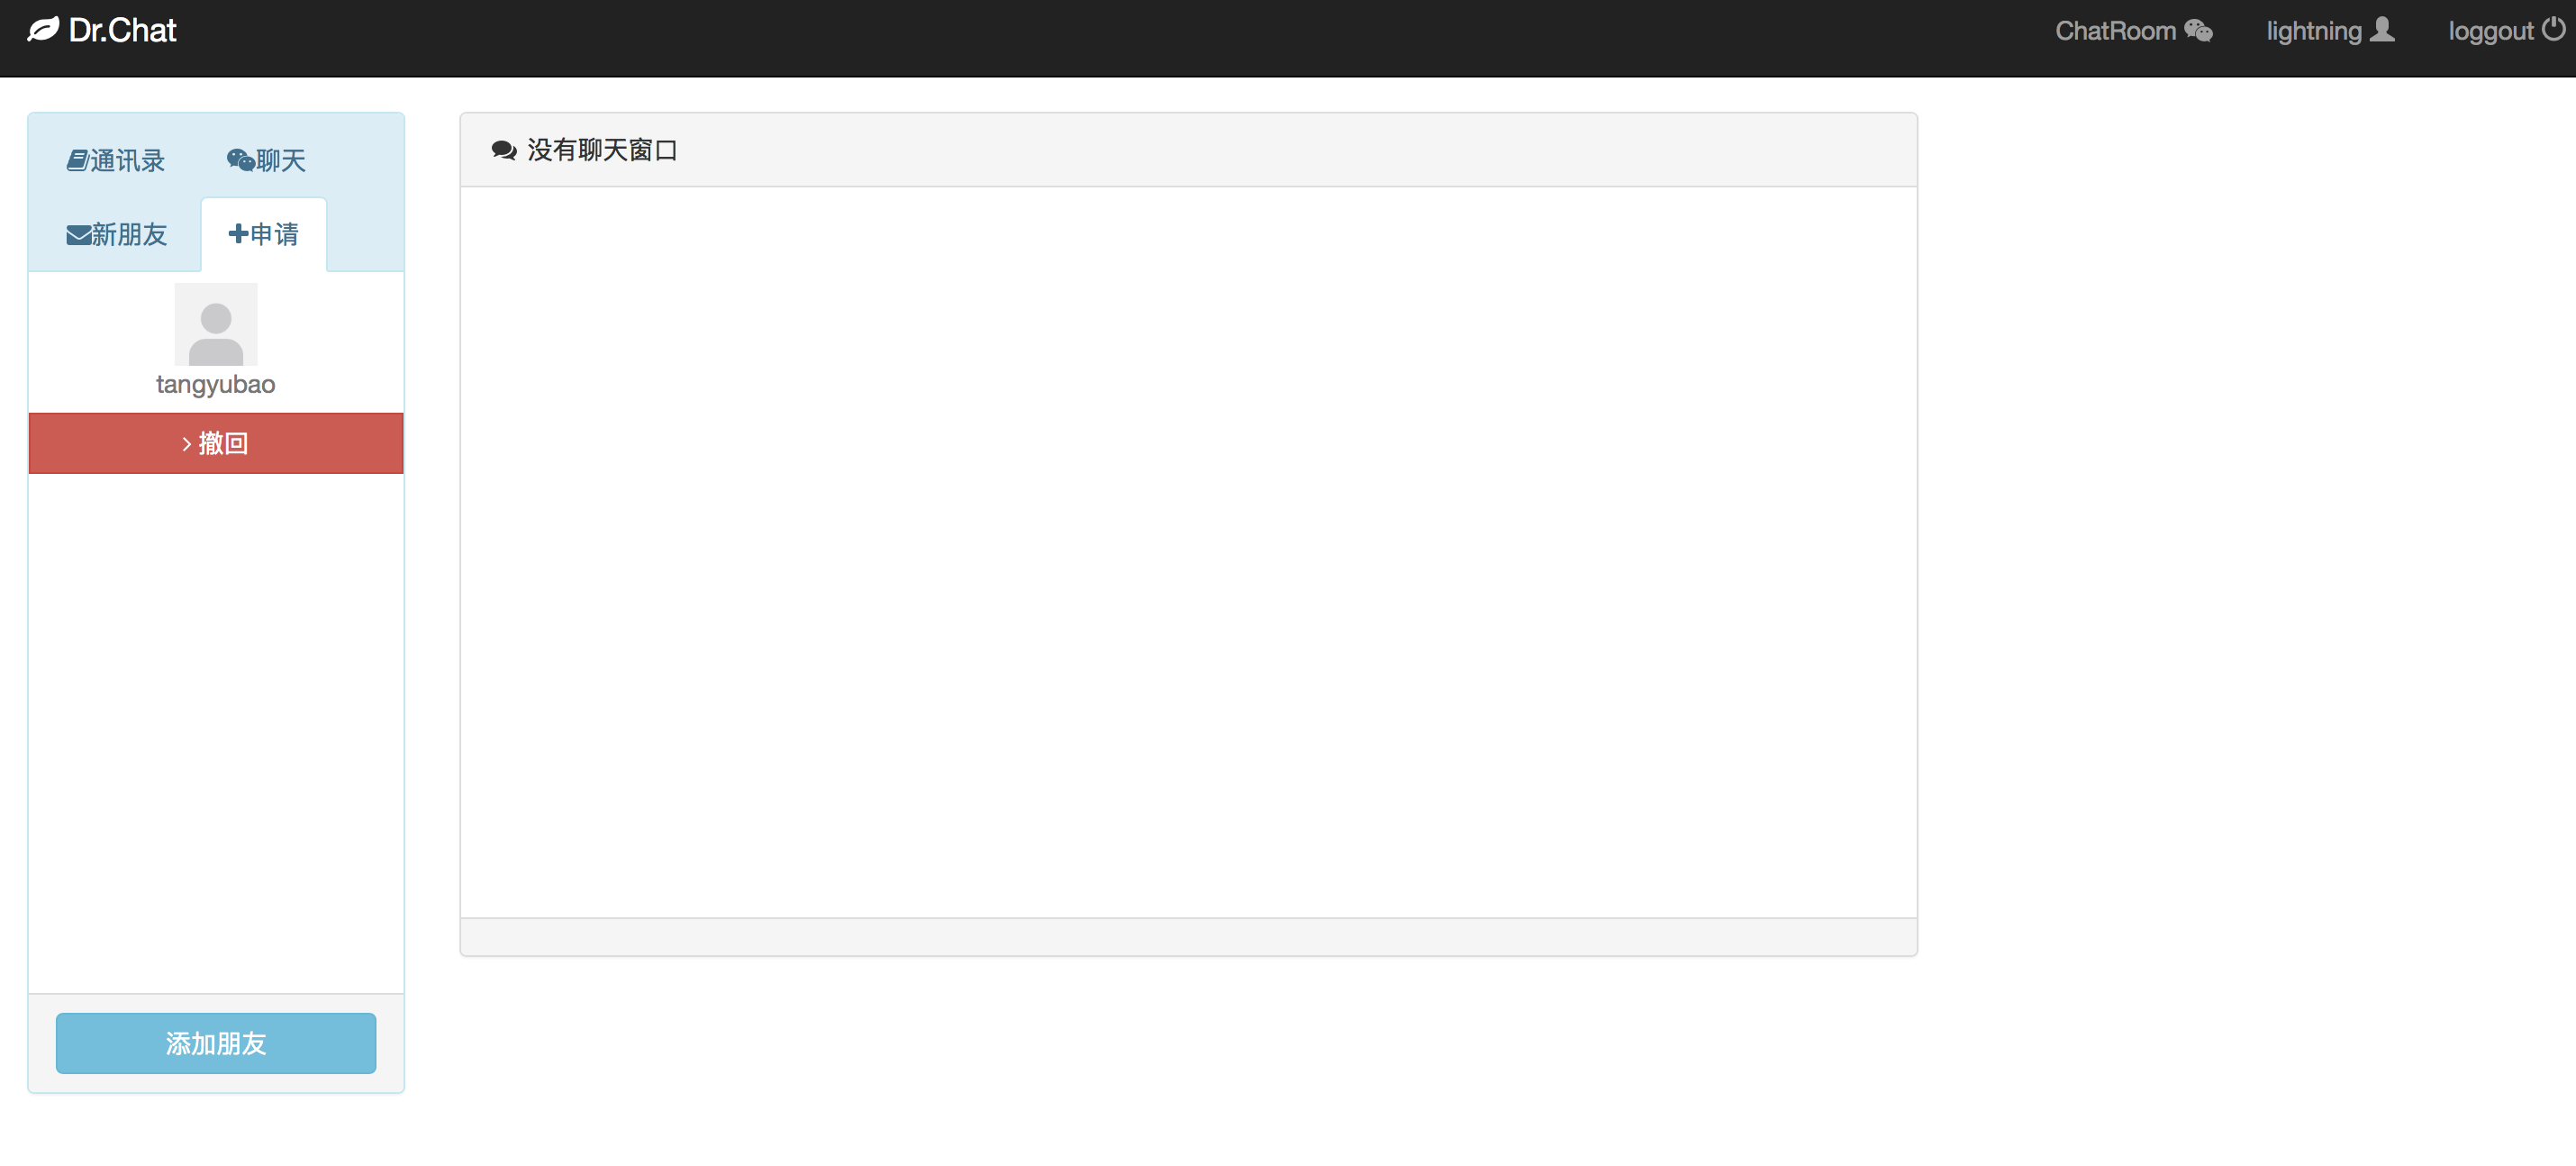 Dr.Chat
ChatRoom
lightning
loggout
通讯录
聊天
新朋友
申请
tangyubao
撤回
添加朋友
没有聊天窗口